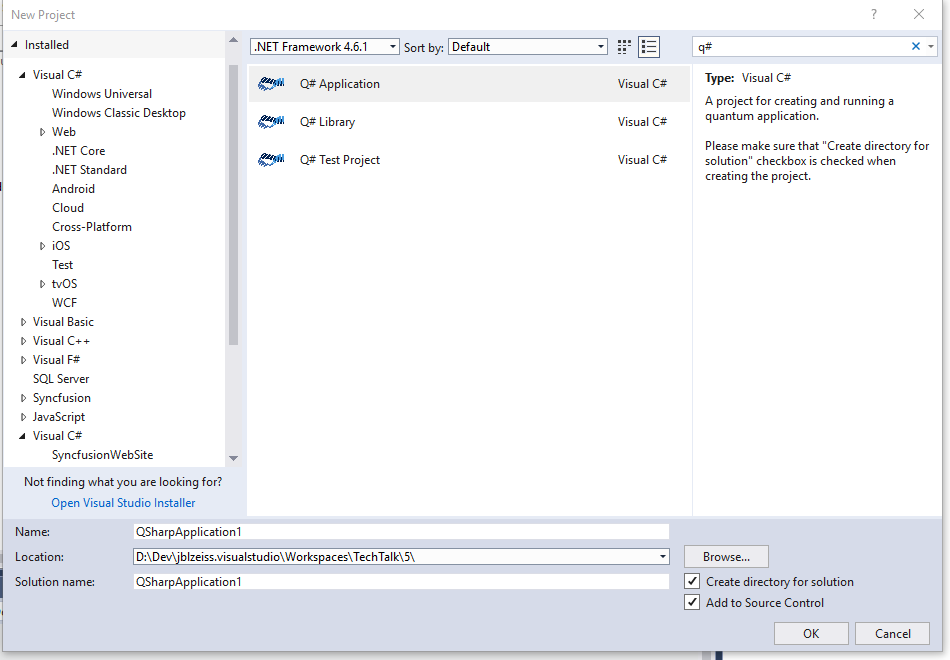 New Project
?
Installed
.NET Framework 4.6.1
Sort by:
Default
q#
Visual C#
Windows Universal
Windows Classic Desktop
Web
.NET Core
.NET Standard
Android
Cloud
Cross-Platform
iOS
Test
tvOS
WCF
Visual Basic
Visual C++
Visual F#
SQL Server
Syncfusion
JavaScript
Visual C#
SyncfusionWebSite
Not finding what you are looking for?
Open Visual Studio Installer
Q# Application Visual C#
Q# Library Visual C#
Q# Test Project Visual C#
Type: Visual C#
A project for creating and running a
quantum application.
Please make sure that "Create directory for
solution" checkbox is checked when
creating the project.
Name: QSharpApplication1
Location: D:\Dev\jblzeiss.visualstudio\Workspaces\TechTalk\5\
Browse...
Solution name: QSharpApplication1
Create directory for solution
Add to Source Control
OK
Cancel